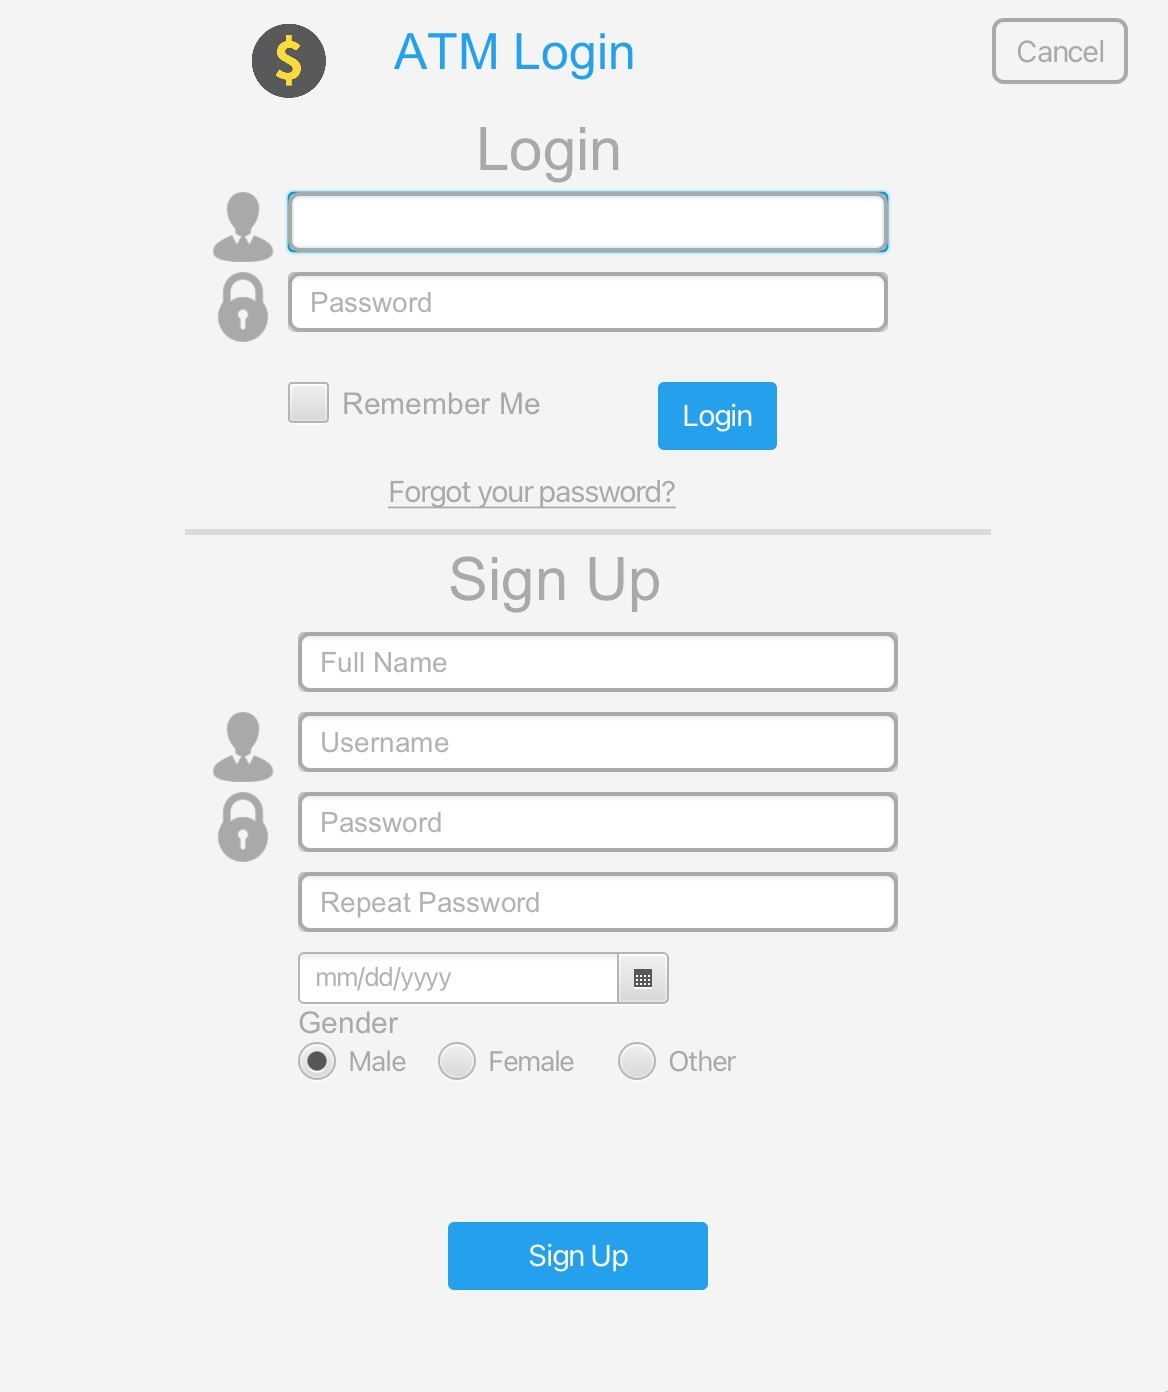 $
ATM Login
Cancel
Login
Password
Remember Me
Login
Forgot your password?
Sign Up
Full Name
Username
Password
Repeat Password
mm/dd/yyyy
Gender
Male Female Other
Sign Up